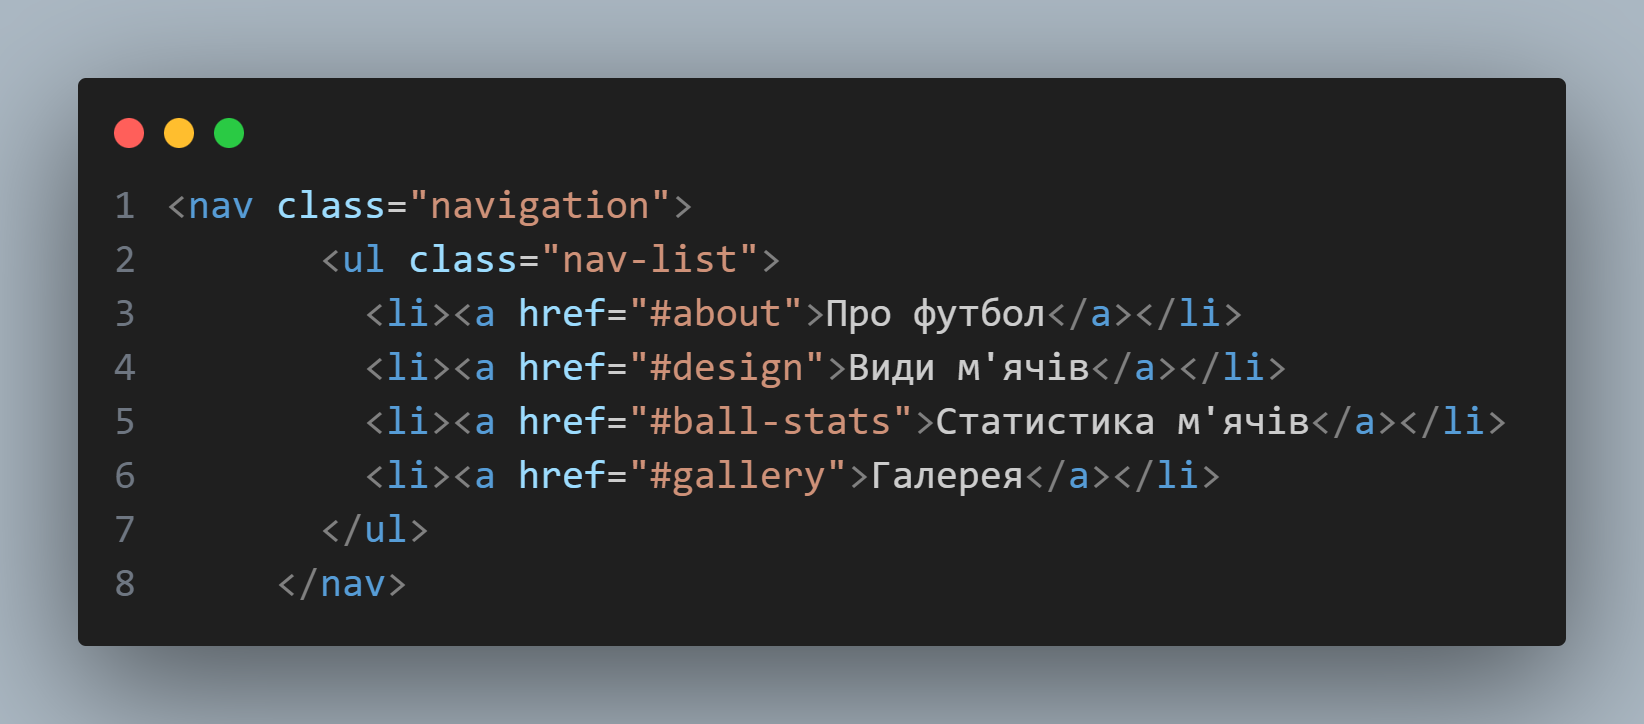 1 <nav class="navigation">
2 <ul class="nav-list">
3 <li><a href="#about">Про футбол</a></li>
4 <li><a href="#design">Види м'ячів</a></li>
5 <li><a href="#ball-stats">Статистика м'ячів</a></li>
6 <li><a href="#gallery">Галерея</a></li>
7 </ul>
8 </nav>